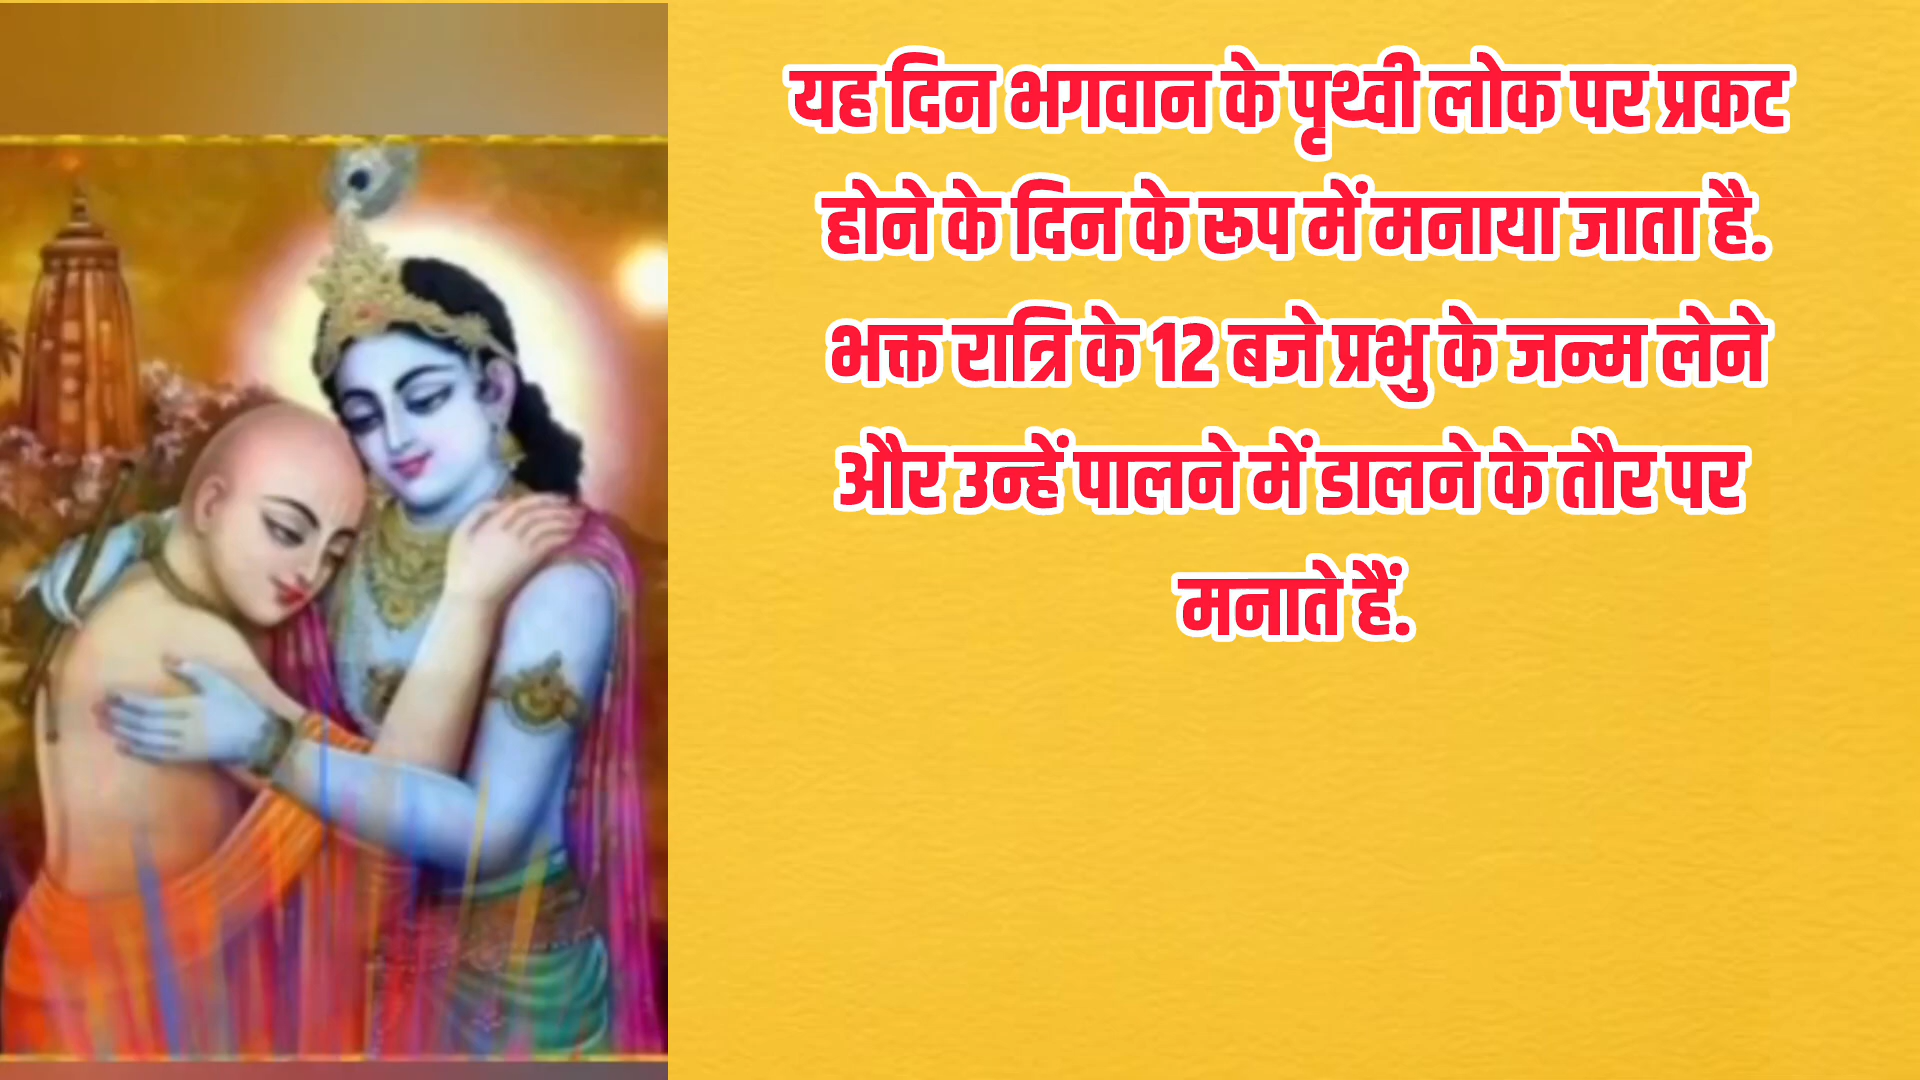 यह दिन भगवान के पृथ्वी लोक पर प्रकट
होने के दिन के रूप में मनाया जाता है.
भक्त रात्रि के 12 बजे प्रभु के जन्म लेने
और उन्हें पालने में डालने के तौर पर
मनाते हैं.